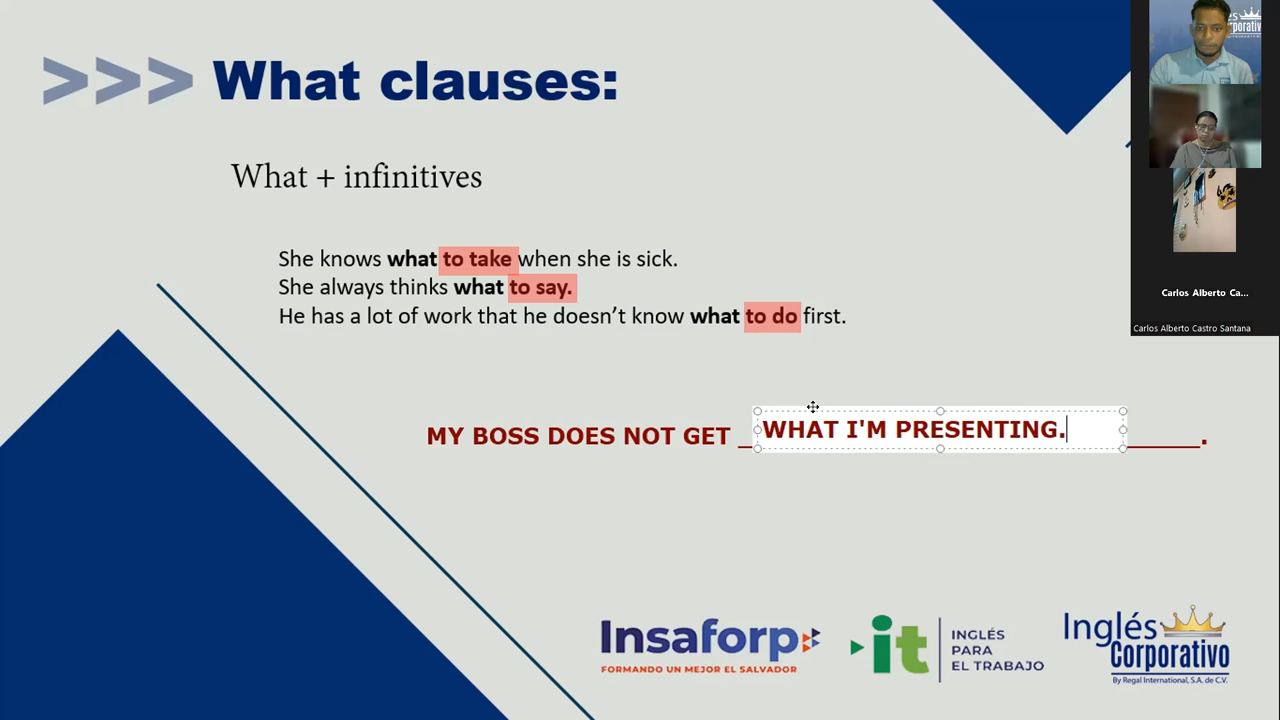 >>> What clauses:
What + infinitives
She knows what to take when she is sick.
She always thinks what to say.
He has a lot of work that he doesn’t know what to do first.
MY BOSS DOES NOT GET _ WHAT I'M PRESENTING. ______.
Insaforp
FORMANDO UN MEJOR EL SALVADOR
it
INGLÉS
PARA
EL TRABAJO
Inglés
Corporativo
By Regal International, S.A. de C.V.
Carlos Alberto Ca...
Carlos Alberto Castro Santana